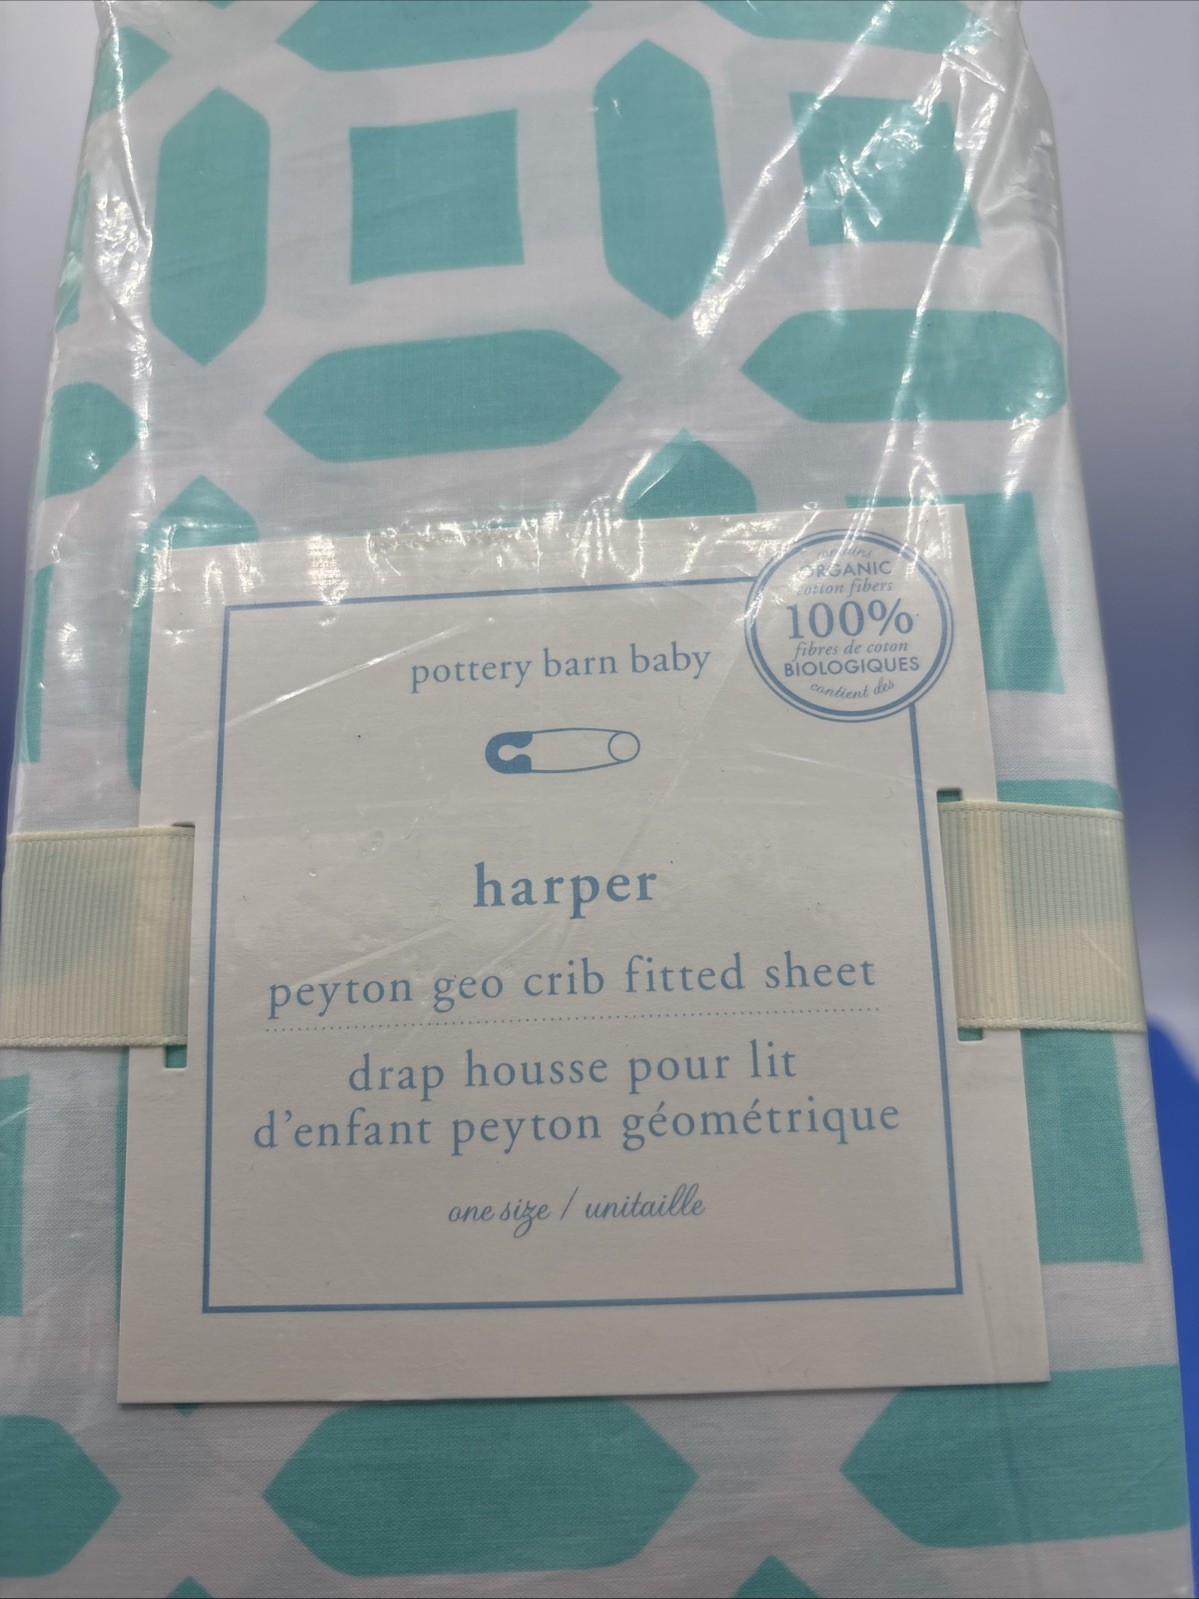 contains
ORGANIC
cotton fibers
100%
fibres de coton
BIOLOGIQUES
contient des
pottery barn baby
harper
peyton geo crib fitted sheet
drap housse pour lit
d'enfant peyton géométrique
one size / unitaille